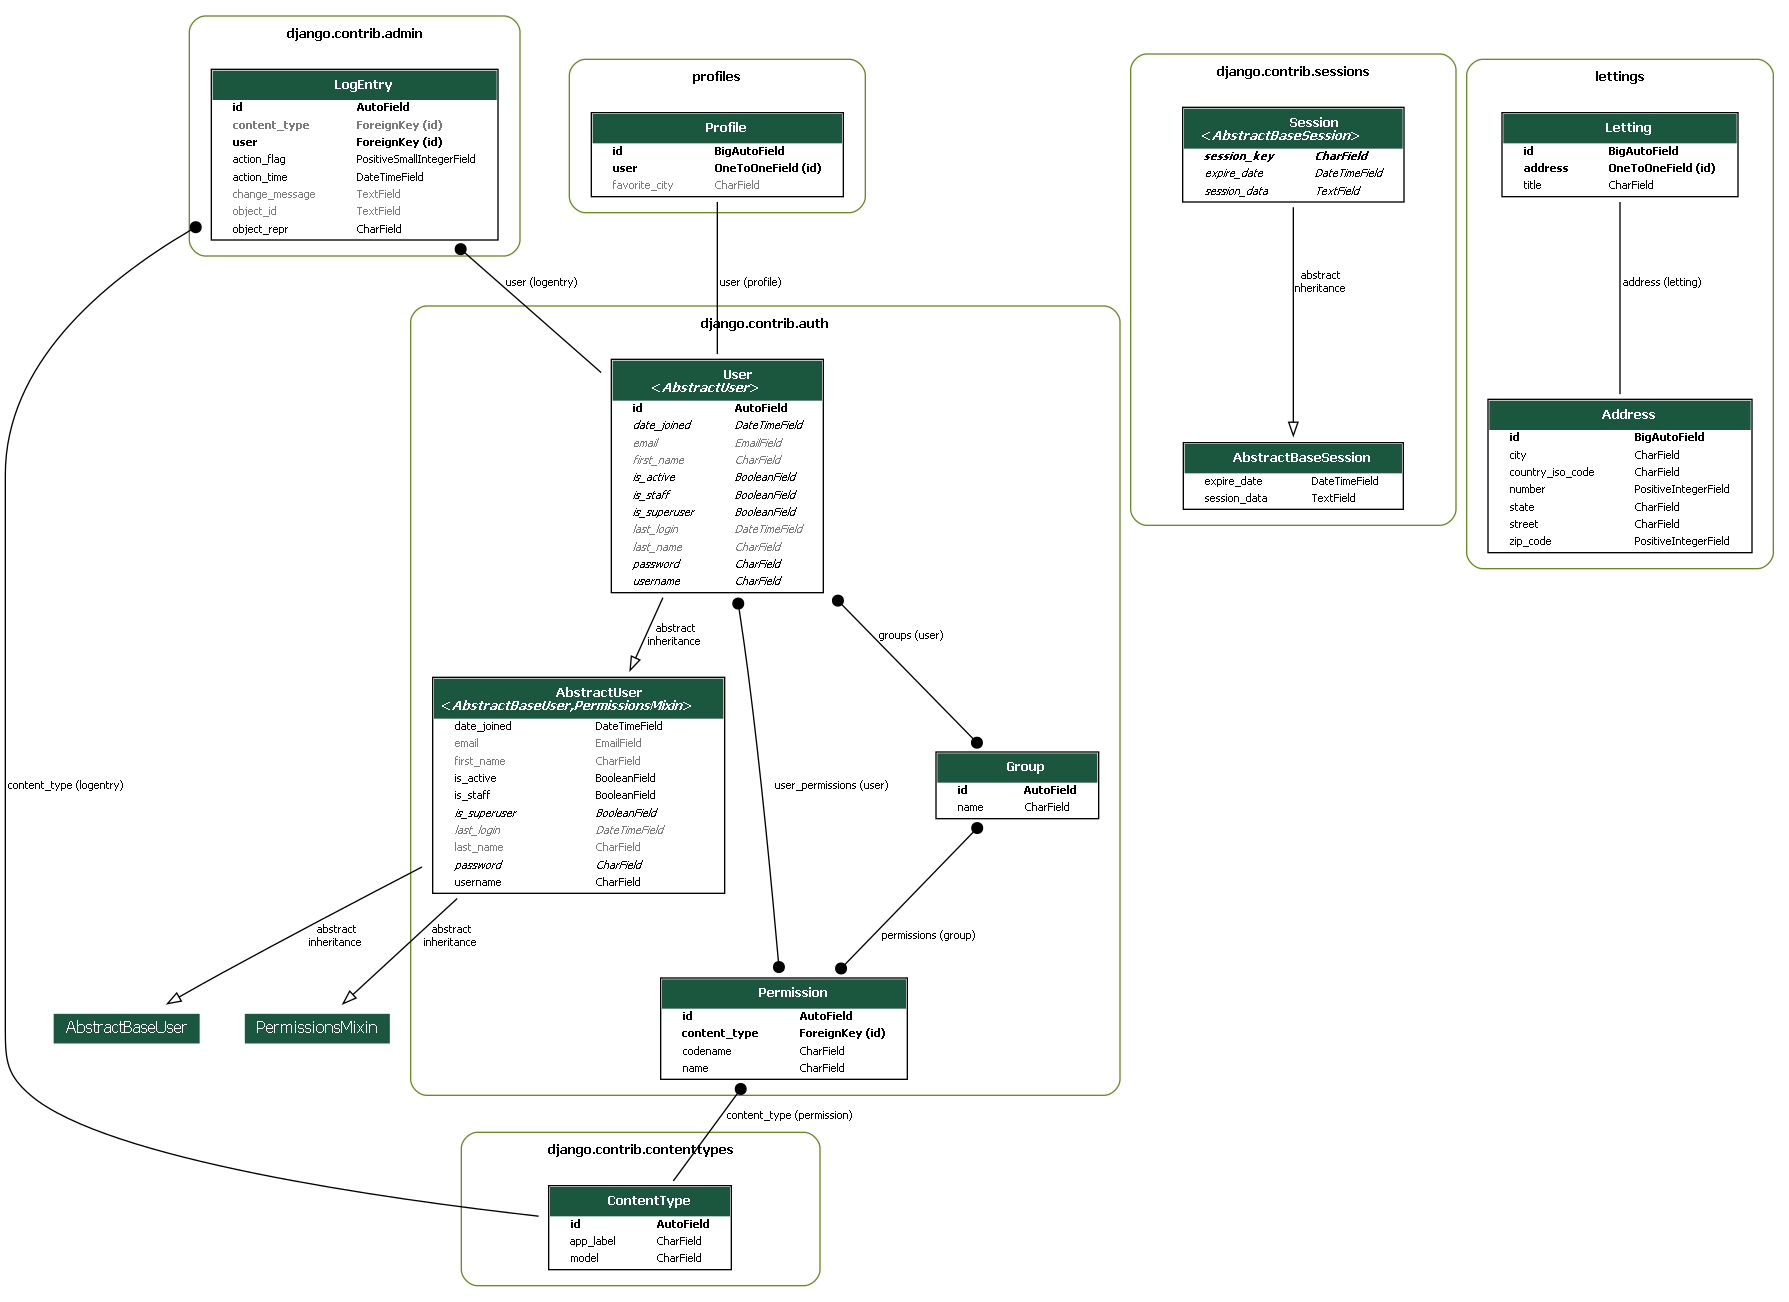 django.contrib.admin
LogEntry
id AutoField
content_type ForeignKey (id)
user ForeignKey (id)
action_flag PositiveSmallIntegerField
action_time DateTimeField
change_message TextField
object_id TextField
object_repr CharField
profiles
Profile
id BigAutoField
user OneToOneField (id)
favorite_city CharField
django.contrib.sessions
Session
<AbstractBaseSession>
session_key CharField
expire_date DateTimeField
session_data TextField
abstract
inheritance
AbstractBaseSession
expire_date DateTimeField
session_data TextField
lettings
Letting
id BigAutoField
address OneToOneField (id)
title CharField
address (letting)
Address
id BigAutoField
city CharField
country_iso_code CharField
number PositiveIntegerField
state CharField
street CharField
zip_code PositiveIntegerField
user (logentry)
user (profile)
django.contrib.auth
User
<AbstractUser>
id AutoField
date_joined DateTimeField
email EmailField
first_name CharField
is_active BooleanField
is_staff BooleanField
is_superuser BooleanField
last_login DateTimeField
last_name CharField
password CharField
username CharField
abstract
inheritance
groups (user)
AbstractUser
<AbstractBaseUser,PermissionsMixin>
date_joined DateTimeField
email EmailField
first_name CharField
is_active BooleanField
is_staff BooleanField
is_superuser BooleanField
last_login DateTimeField
last_name CharField
password CharField
username CharField
content_type (logentry)
user_permissions (user)
Group
id AutoField
name CharField
abstract
inheritance
abstract
inheritance
permissions (group)
AbstractBaseUser
PermissionsMixin
Permission
id AutoField
content_type ForeignKey (id)
codename CharField
name CharField
content_type (permission)
django.contrib.contenttypes
ContentType
id AutoField
app_label CharField
model CharField